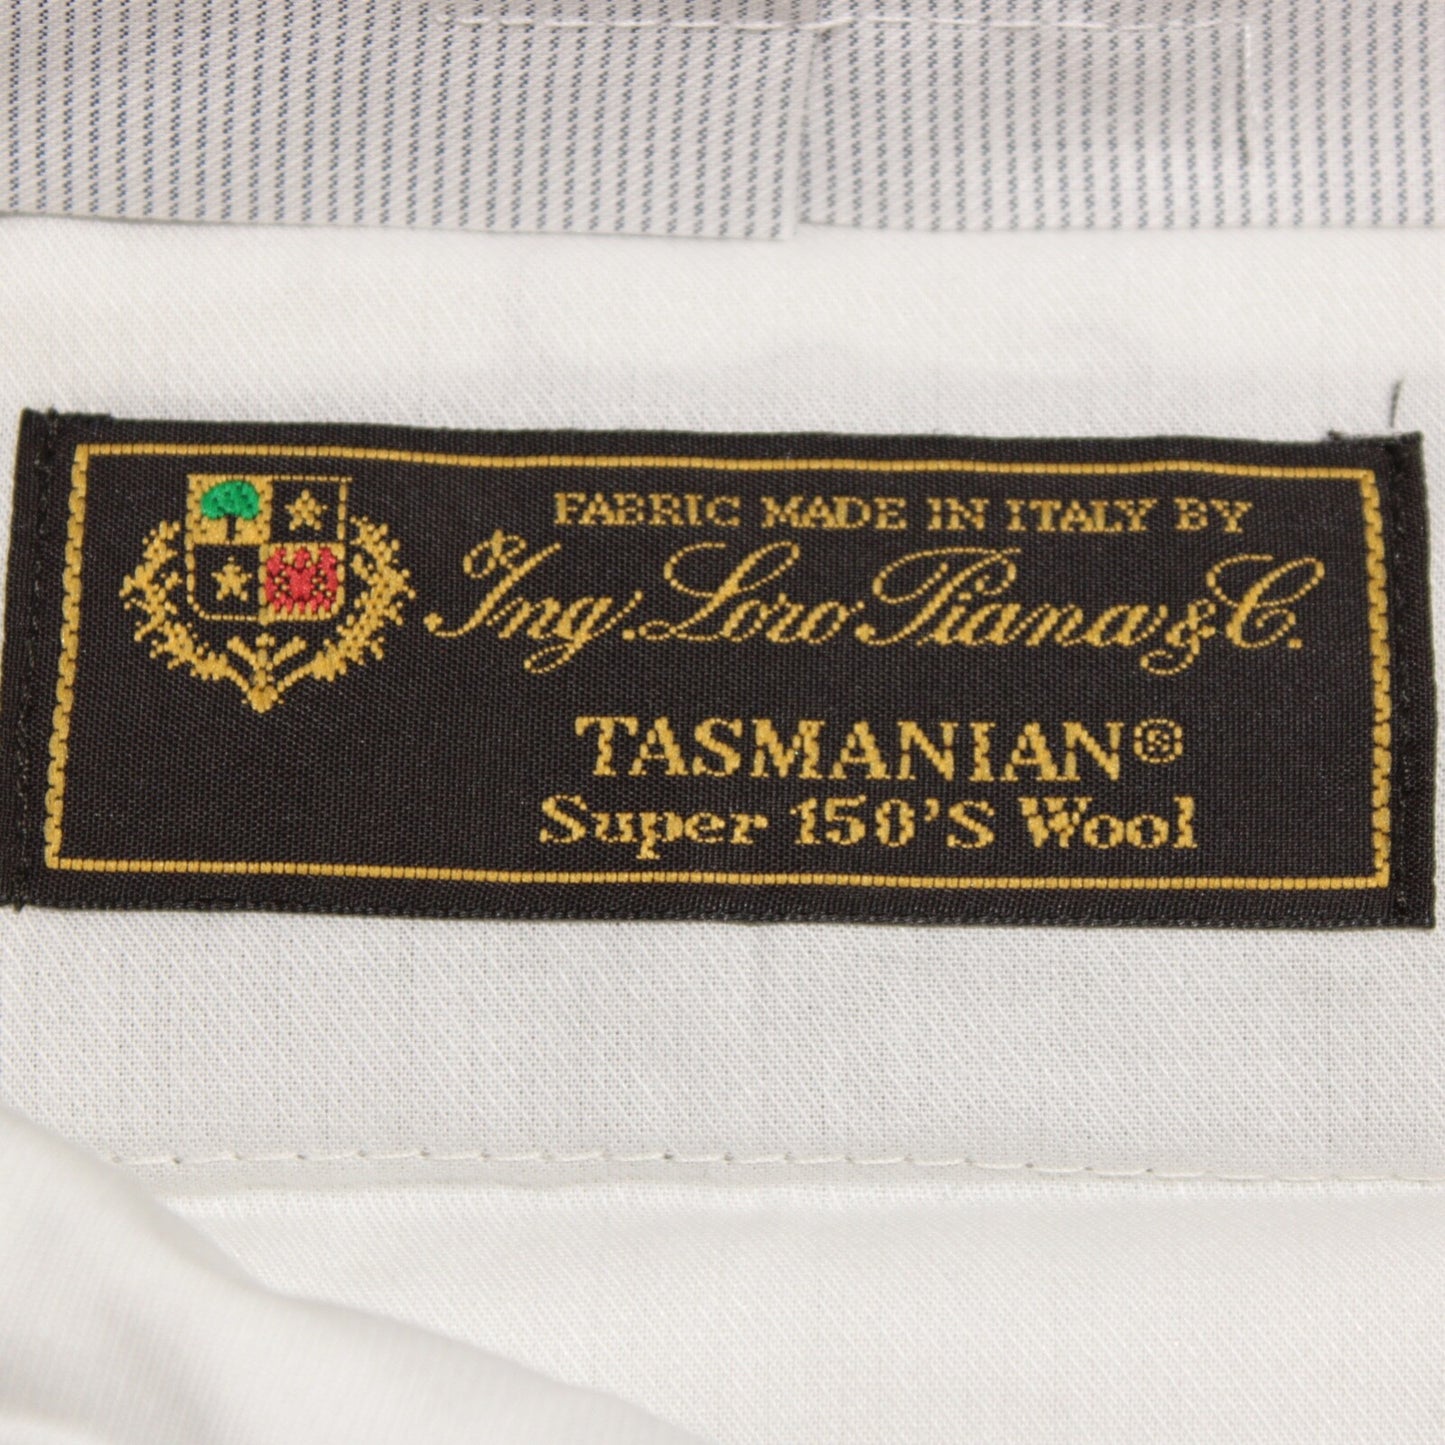 FABRIC MADE IN ITALY BY
Ing. Loro Piana & C.
TASMANIAN®
Super 150'S Wool